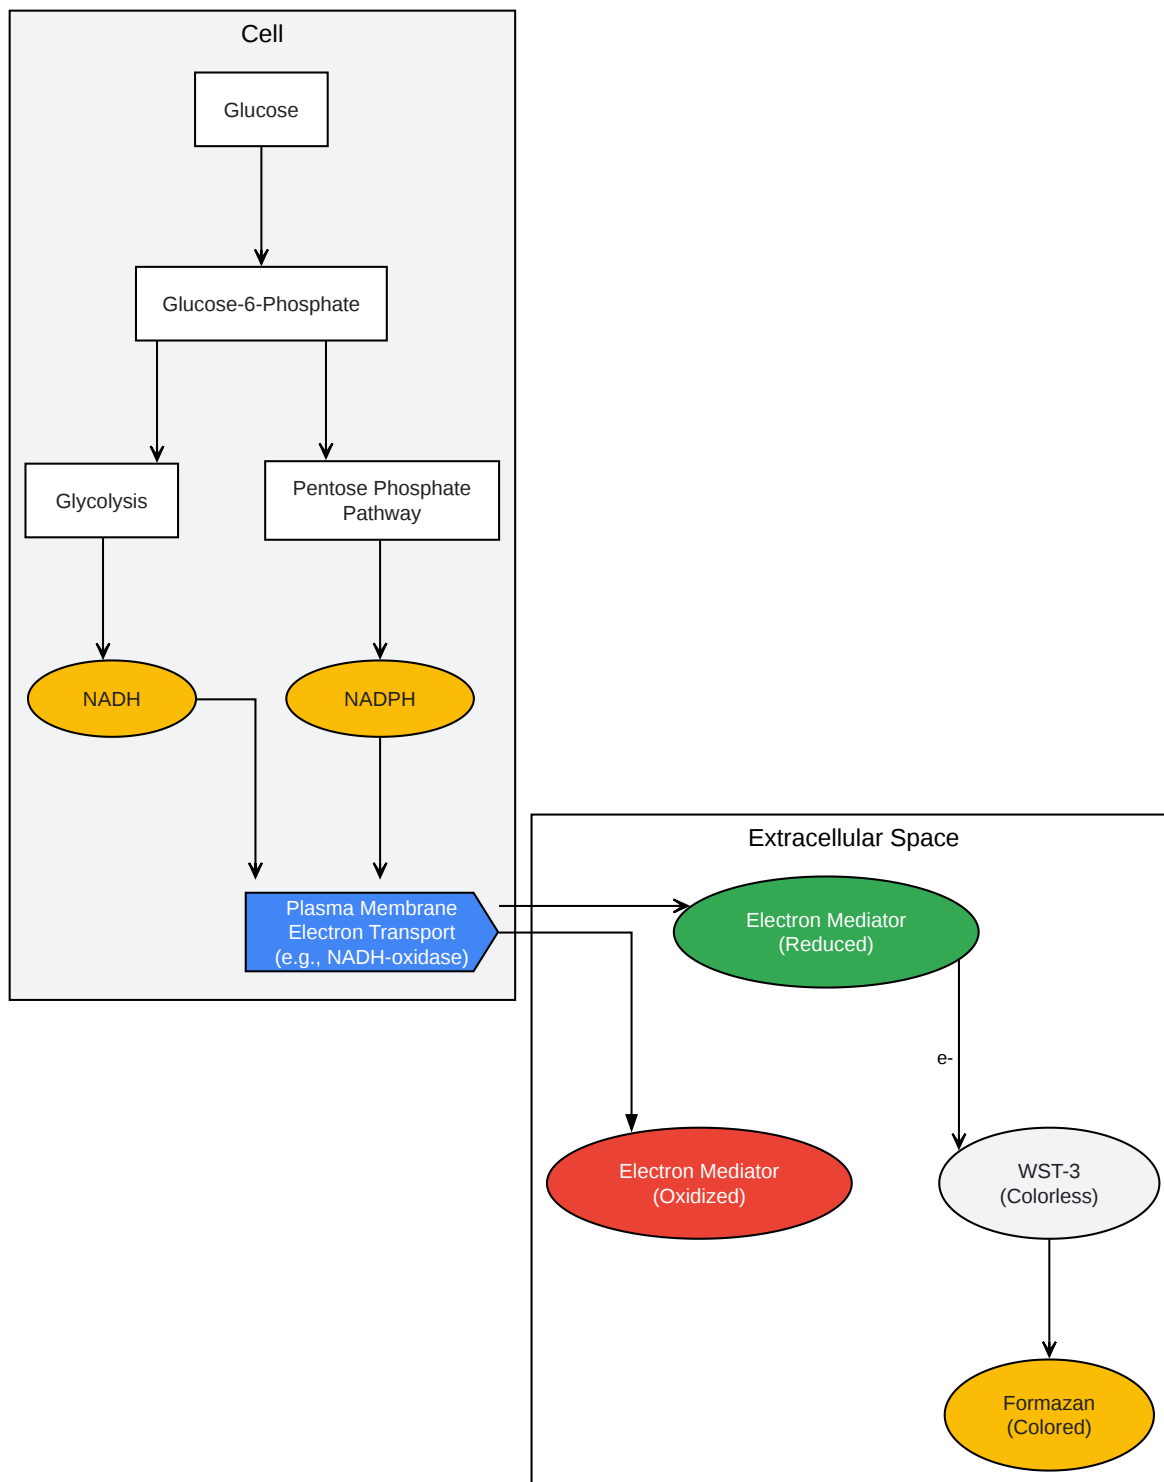 Cell
Glucose
Glucose-6-Phosphate
Glycolysis
Pentose Phosphate
Pathway
NADH
NADPH
Plasma Membrane
Electron Transport
(e.g., NADH-oxidase)
Extracellular Space
Electron Mediator
(Reduced)
e-
Electron Mediator
(Oxidized)
WST-3
(Colorless)
Formazan
(Colored)